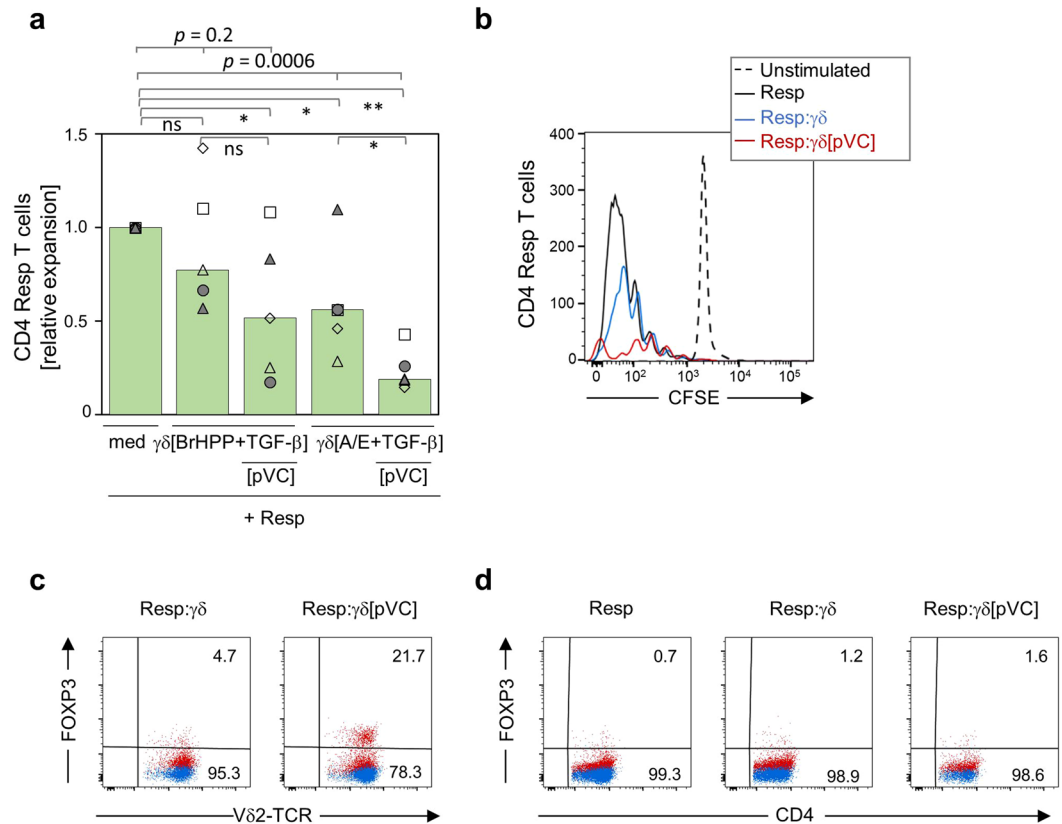 a
p = 0.2
p = 0.0006
**
*
*
ns
ns
*
1.5
1.0
0.5
0
CD4 Resp T cells
[relative expansion]
med γδ[BrHPP+TGF-β] γδ[A/E+TGF-β]
[pVC] [pVC]
+ Resp
b
Unstimulated
Resp
Resp:γδ
Resp:γδ[pVC]
400
300
200
100
0
CD4 Resp T cells
0 10² 10³ 10⁴ 10⁵
CFSE
c
Resp:γδ Resp:γδ[pVC]
FOXP3
4.7 21.7
95.3 78.3
Vδ2-TCR
d
Resp Resp:γδ Resp:γδ[pVC]
FOXP3
0.7 1.2 1.6
99.3 98.9 98.6
CD4